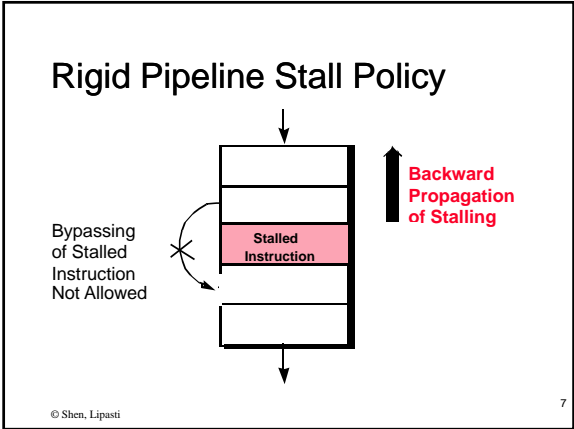 Rigid Pipeline Stall Policy
Backward
Propagation
of Stalling
Bypassing
of Stalled
Instruction
Not Allowed
Stalled
Instruction
© Shen, Lipasti
7